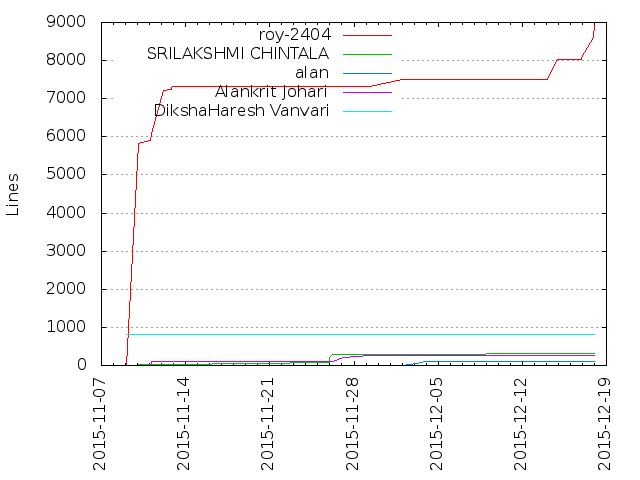 9000
8000
7000
6000
5000
4000
3000
2000
1000
0
Lines
roy-2404
SRILAKSHMI CHINTALA
alan
Alankrit Johari
DikshaHaresh Vanvari
2015-11-07
2015-11-14
2015-11-21
2015-11-28
2015-12-05
2015-12-12
2015-12-19